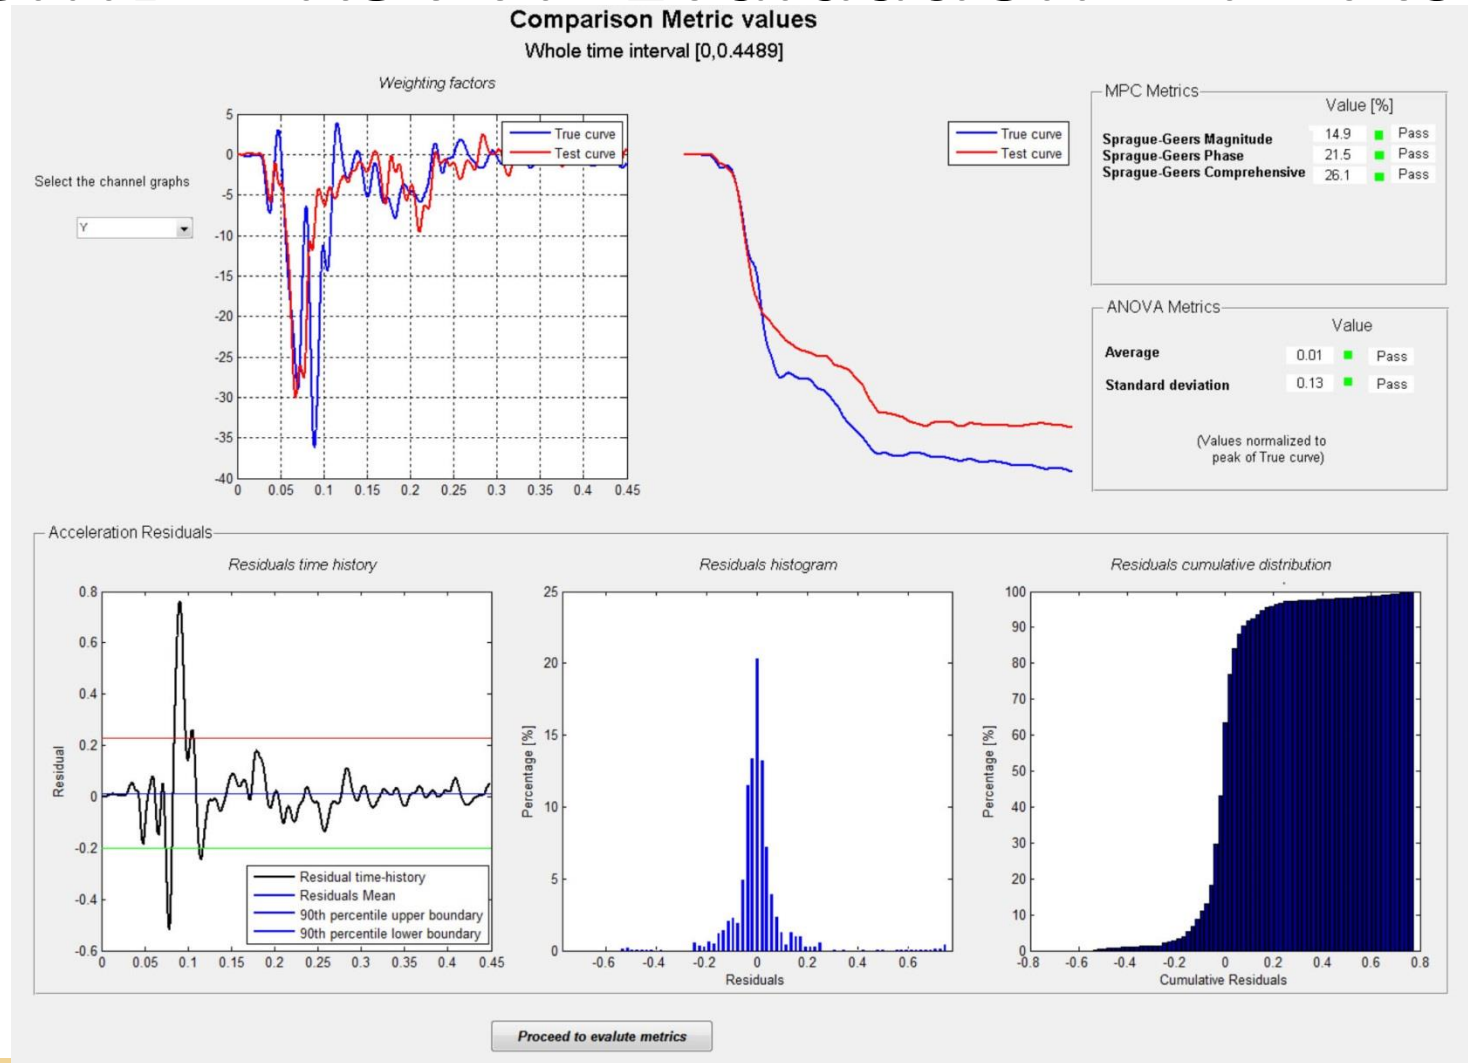 Comparison Metric values
Whole time interval [0,0.4489]
Weighting factors
Select the channel graphs
Y
5
0
-5
-10
-15
-20
-25
-30
-35
-40
0 0.05 0.1 0.15 0.2 0.25 0.3 0.35 0.4 0.45
True curve
Test curve
True curve
Test curve
MPC Metrics
Value [%]
Sprague-Geers Magnitude 14.9 Pass
Sprague-Geers Phase 21.5 Pass
Sprague-Geers Comprehensive 26.1 Pass
ANOVA Metrics
Value
Average 0.01 Pass
Standard deviation 0.13 Pass
(Values normalized to
peak of True curve)
Acceleration Residuals
Residuals time history
0.8
0.6
0.4
0.2
0
-0.2
-0.4
-0.6
Residual
0 0.05 0.1 0.15 0.2 0.25 0.3 0.35 0.4 0.45
Residual time-history
Residuals Mean
90th percentile upper boundary
90th percentile lower boundary
Residuals histogram
25
20
15
10
5
0
Percentage [%]
-0.6 -0.4 -0.2 0 0.2 0.4 0.6
Residuals
Residuals cumulative distribution
100
90
80
70
60
50
40
30
20
10
0
Percentage [%]
-0.8 -0.6 -0.4 -0.2 0 0.2 0.4 0.6 0.8
Cumulative Residuals
Proceed to evalute metrics